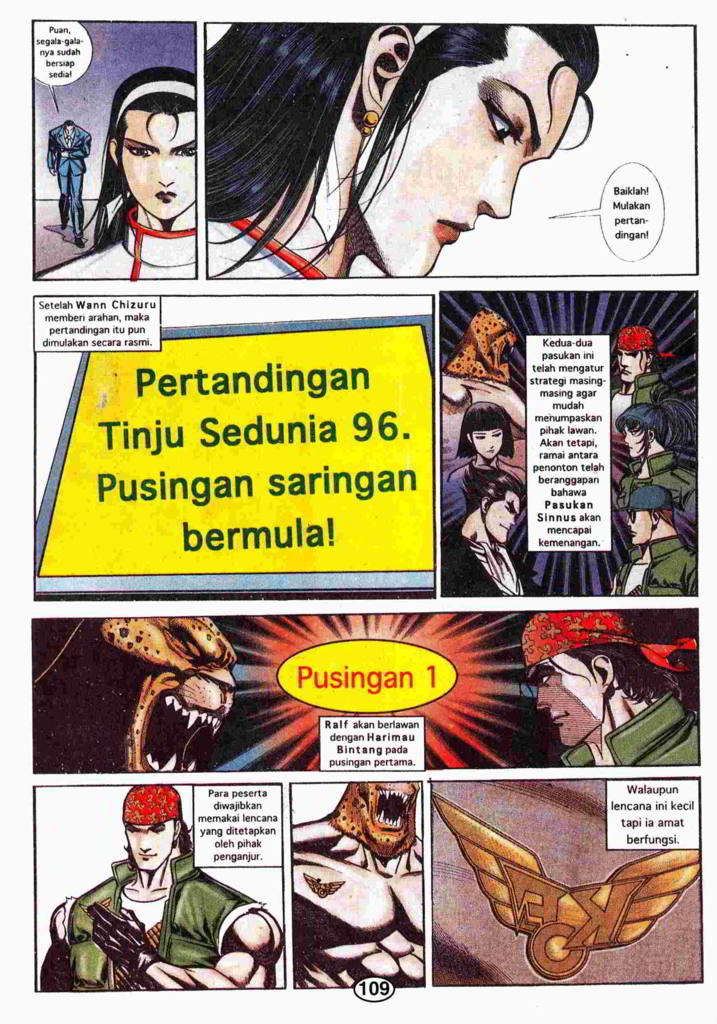 Puan,
segala-gala-
nya sudah
bersiap
sedia!
Baiklah!
Mulakan
pertan-
dingan!
Setelah Wann Chizuru
memberi arahan, maka
pertandingan itu pun
dimulakan secara rasmi.
Pertandingan
Tinju Sedunia 96.
Pusingan saringan
bermula!
Kedua-dua
pasukan ini
telah mengatur
strategi masing-
masing agar
mudah
menumpaskan
pihak lawan.
Akan tetapi,
ramai antara
penonton telah
beranggapan
bahawa
Pasukan
Sinnus akan
mencapai
kemenangan.
Pusingan 1
Ralf akan berlawan
dengan Harimau
Bintang pada
pusingan pertama.
Para peserta
diwajibkan
memakai lencana
yang ditetapkan
oleh pihak
penganjur.
Walaupun
lencana ini kecil
tapi ia amat
berfungsi.
109